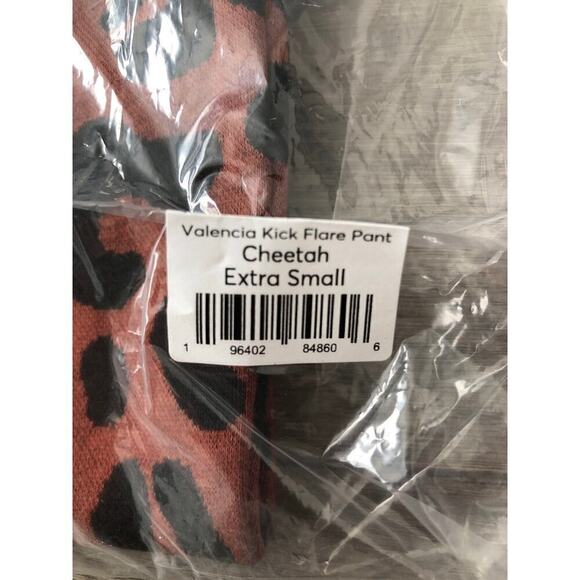 Valencia Kick Flare Pant
Cheetah
Extra Small
1 96402 84860 6